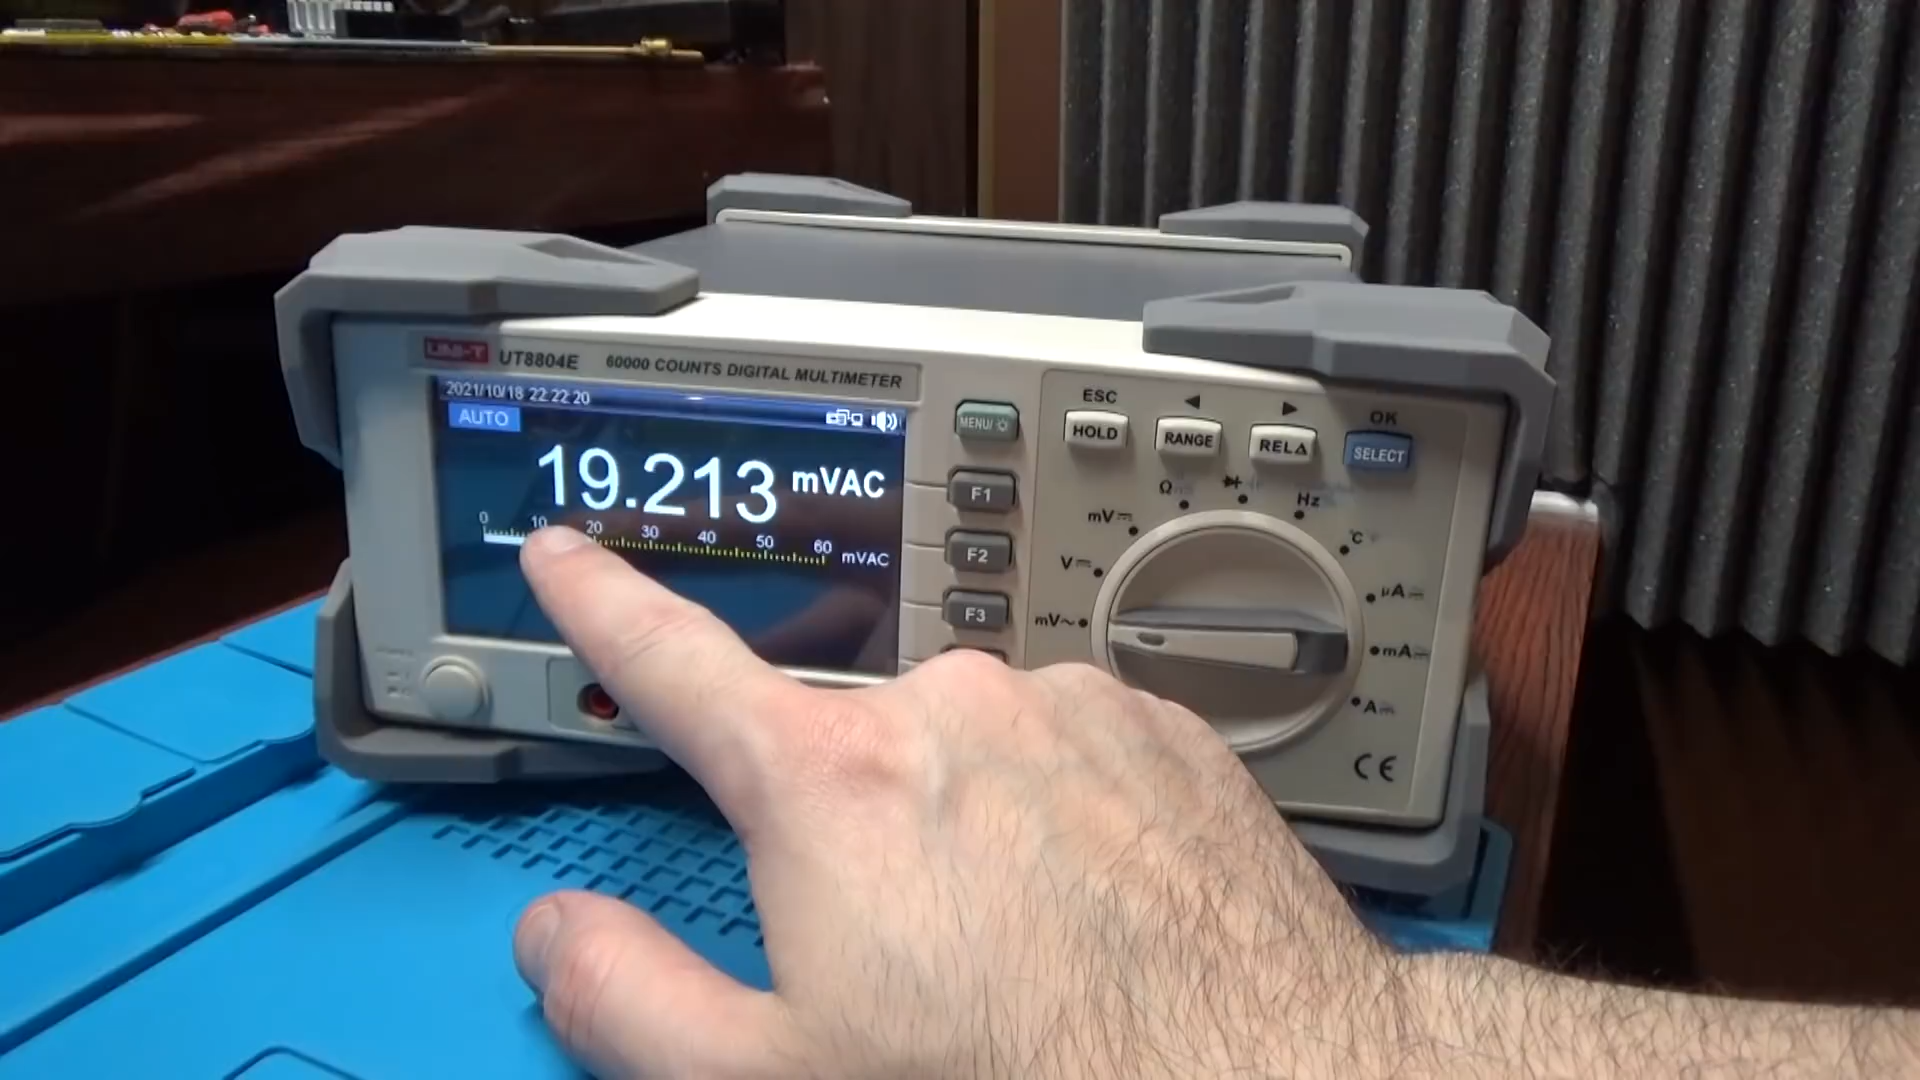 UNI-T UT8804E 60000 COUNTS DIGITAL MULTIMETER
2021/10/18 22:22:20
AUTO
19.213 mVAC
0 10 20 30 40 50 60 mVAC
MENU/
F1
F2
F3
ESC
HOLD
◀
RANGE
▶
REL△
OK
SELECT
mV~
V
mV
Ω
Hz
°C
μA
mA
A
CE